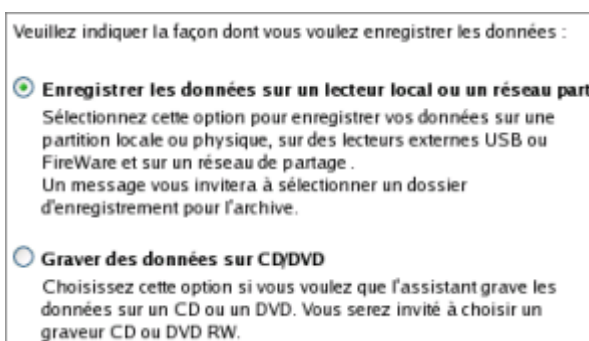 Veuillez indiquer la façon dont vous voulez enregistrer les données :
Enregistrer les données sur un lecteur local ou un réseau part
Sélectionnez cette option pour enregistrer vos données sur une
partition locale ou physique, sur des lecteurs externes USB ou
FireWare et sur un réseau de partage .
Un message vous invitera à sélectionner un dossier
d'enregistrement pour l'archive.
Graver des données sur CD/DVD
Choisissez cette option si vous voulez que l'assistant grave les
données sur un CD ou un DVD. Vous serez invité à choisir un
graveur CD ou DVD RW.